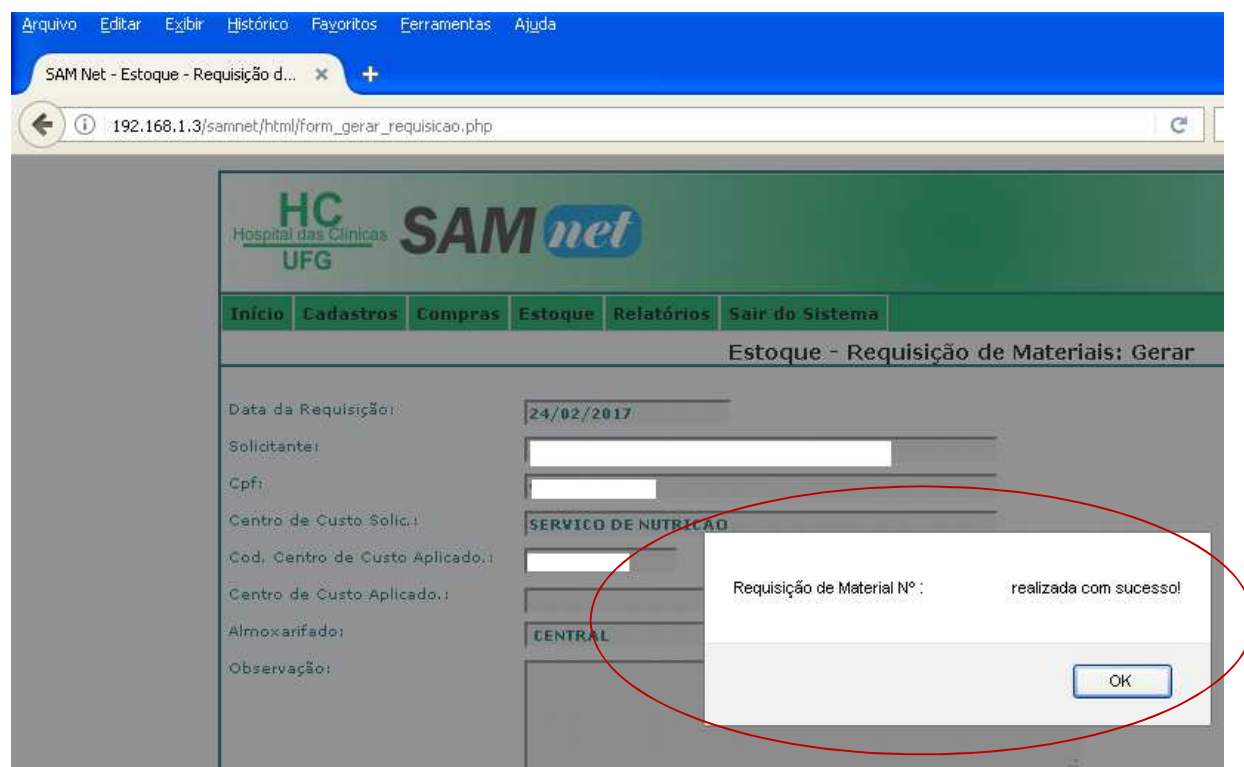 Arquivo Editar Exibir Histórico Favoritos Ferramentas Ajuda
SAM Net - Estoque - Requisição d... × +
192.168.1.3/samnet/html/form_gerar_requisicao.php
HC
Hospital das Clínicas
UFG
SAM net
Início Cadastros Compras Estoque Relatórios Sair do Sistema
Estoque - Requisição de Materiais: Gerar
Data da Requisição: 24/02/2017
Solicitante:
Cpf:
Centro de Custo Solic.: SERVICO DE NUTRICAO
Cod. Centro de Custo Aplicado.:
Centro de Custo Aplicado.:
Almoxarifado: CENTRAL
Observação:
Requisição de Material Nº : realizada com sucesso!
OK